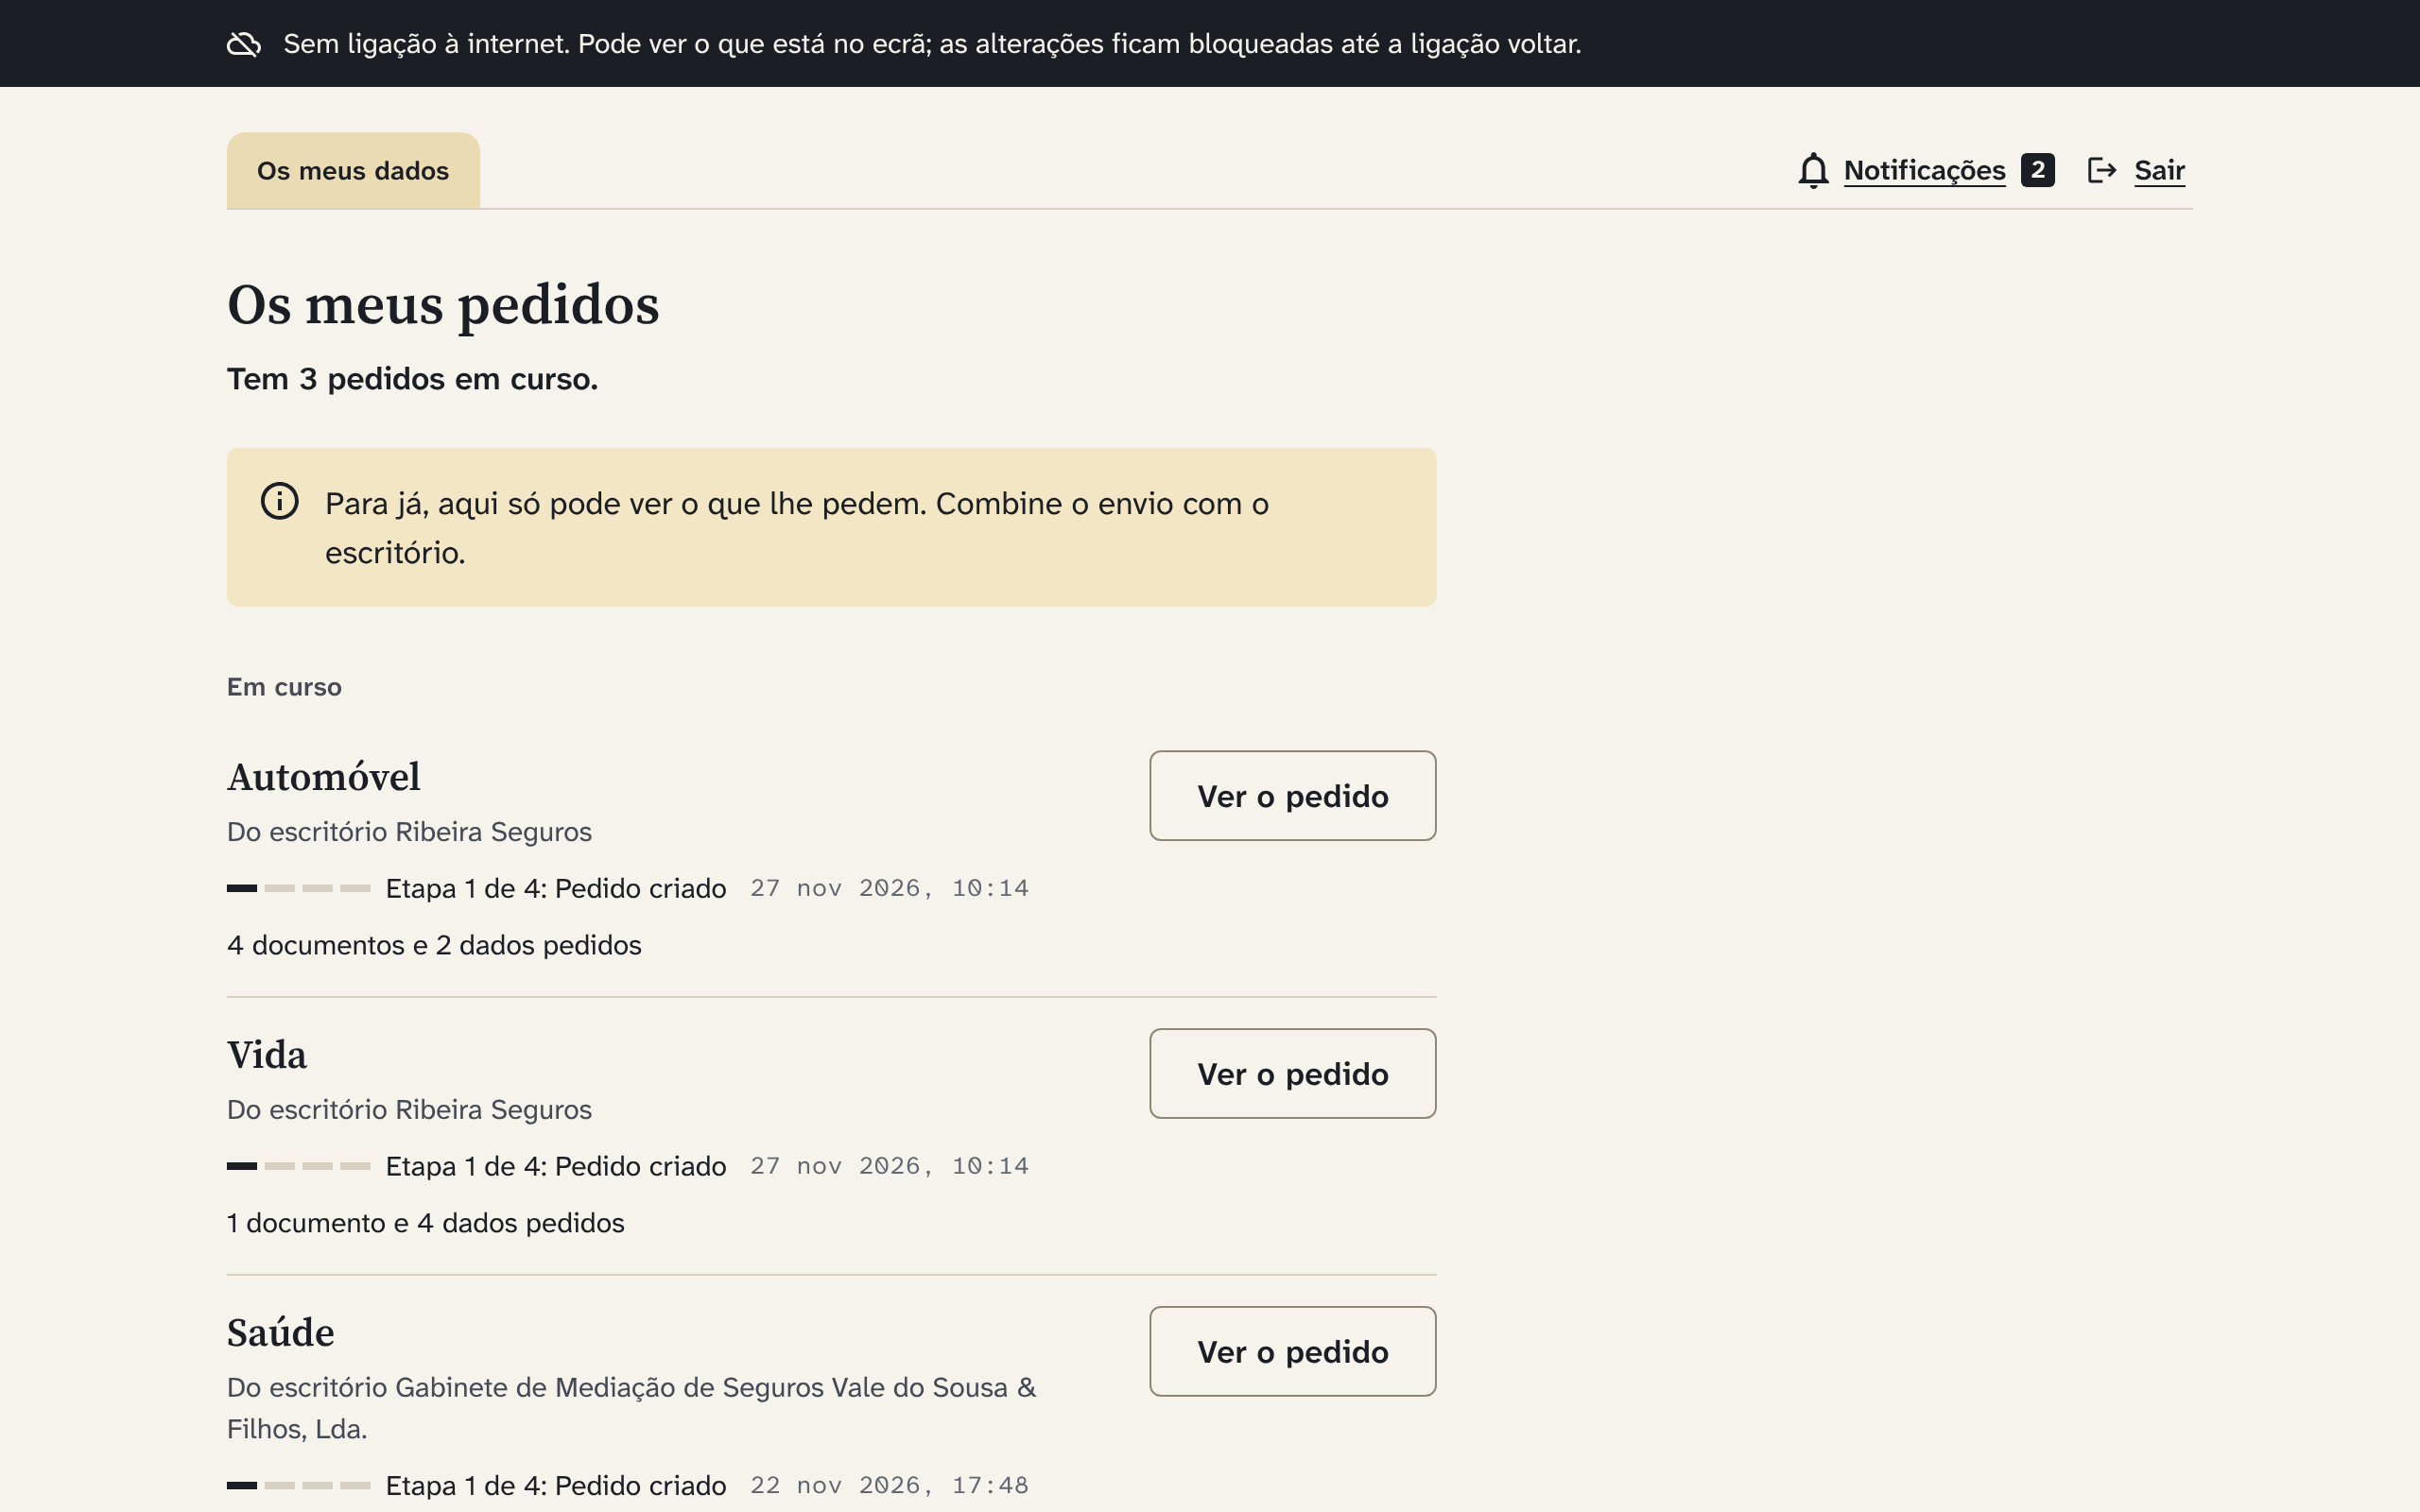 Sem ligação à internet. Pode ver o que está no ecrã; as alterações ficam bloqueadas até a ligação voltar.
Os meus dados
Notificações 2 Sair
Os meus pedidos
Tem 3 pedidos em curso.
Para já, aqui só pode ver o que lhe pedem. Combine o envio com o
escritório.
Em curso
Automóvel
Ver o pedido
Do escritório Ribeira Seguros
Etapa 1 de 4: Pedido criado 27 nov 2026, 10:14
4 documentos e 2 dados pedidos
Vida
Ver o pedido
Do escritório Ribeira Seguros
Etapa 1 de 4: Pedido criado 27 nov 2026, 10:14
1 documento e 4 dados pedidos
Saúde
Ver o pedido
Do escritório Gabinete de Mediação de Seguros Vale do Sousa &
Filhos, Lda.
Etapa 1 de 4: Pedido criado 22 nov 2026, 17:48